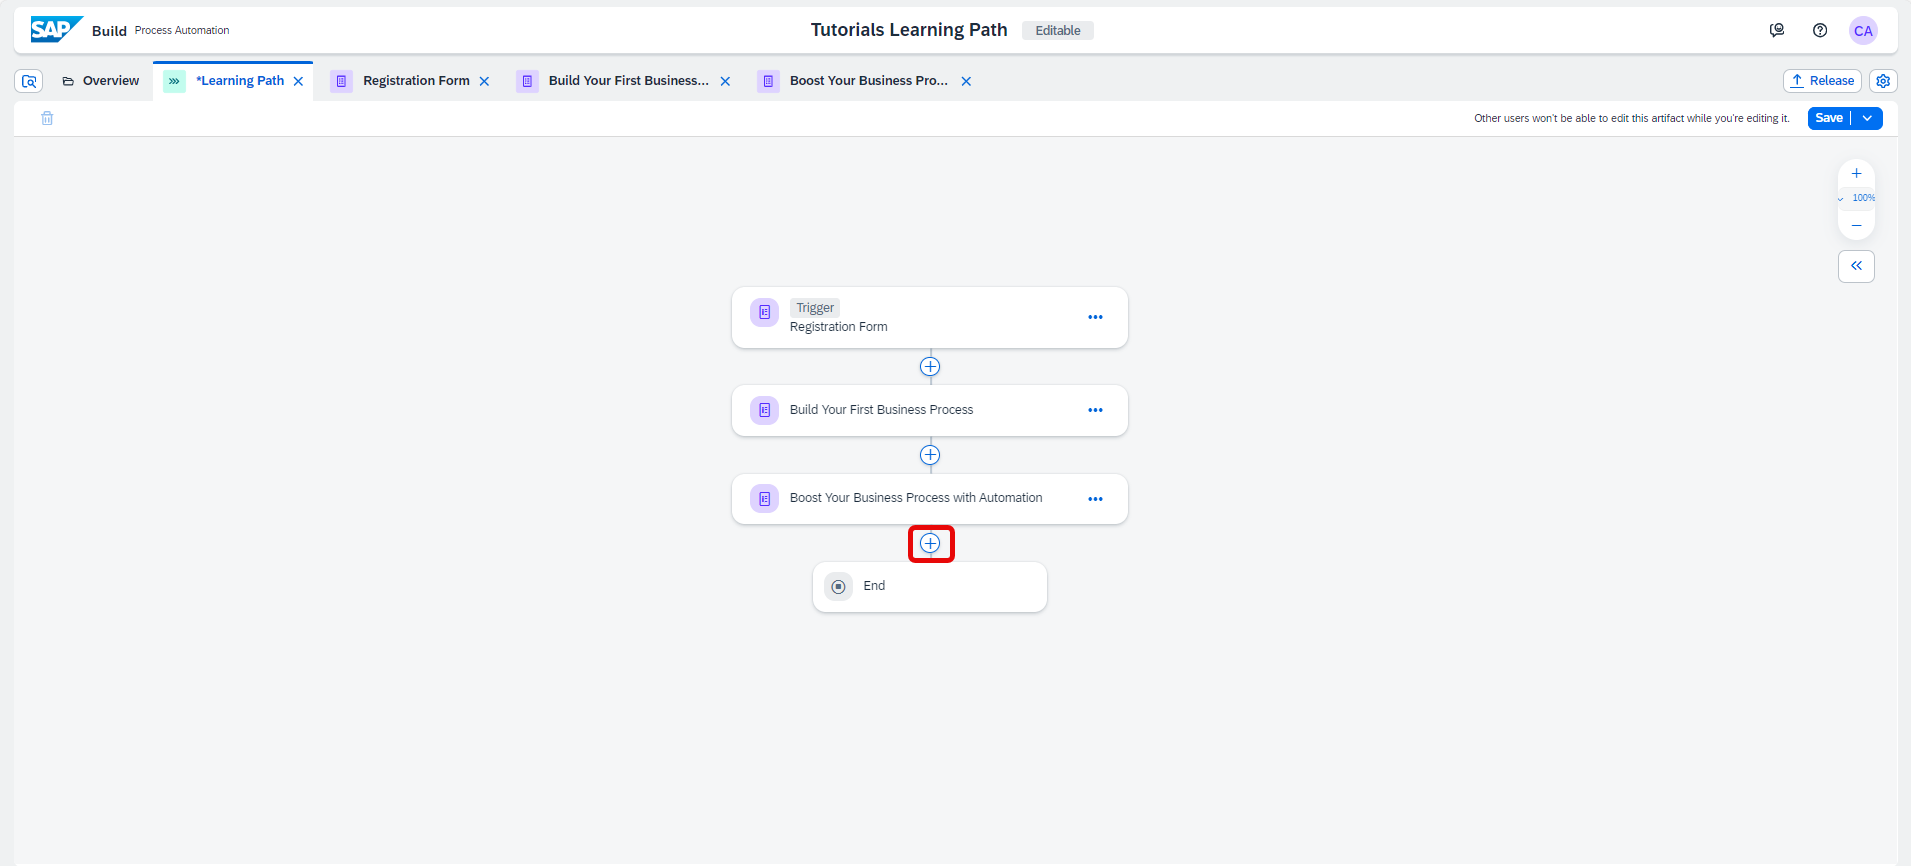 SAP Build Process Automation
Tutorials Learning Path Editable
CA
Overview
*Learning Path
Registration Form
Build Your First Business...
Boost Your Business Pro...
Release
Other users won't be able to edit this artifact while you're editing it.
Save
100%
Trigger
Registration Form
Build Your First Business Process
Boost Your Business Process with Automation
End